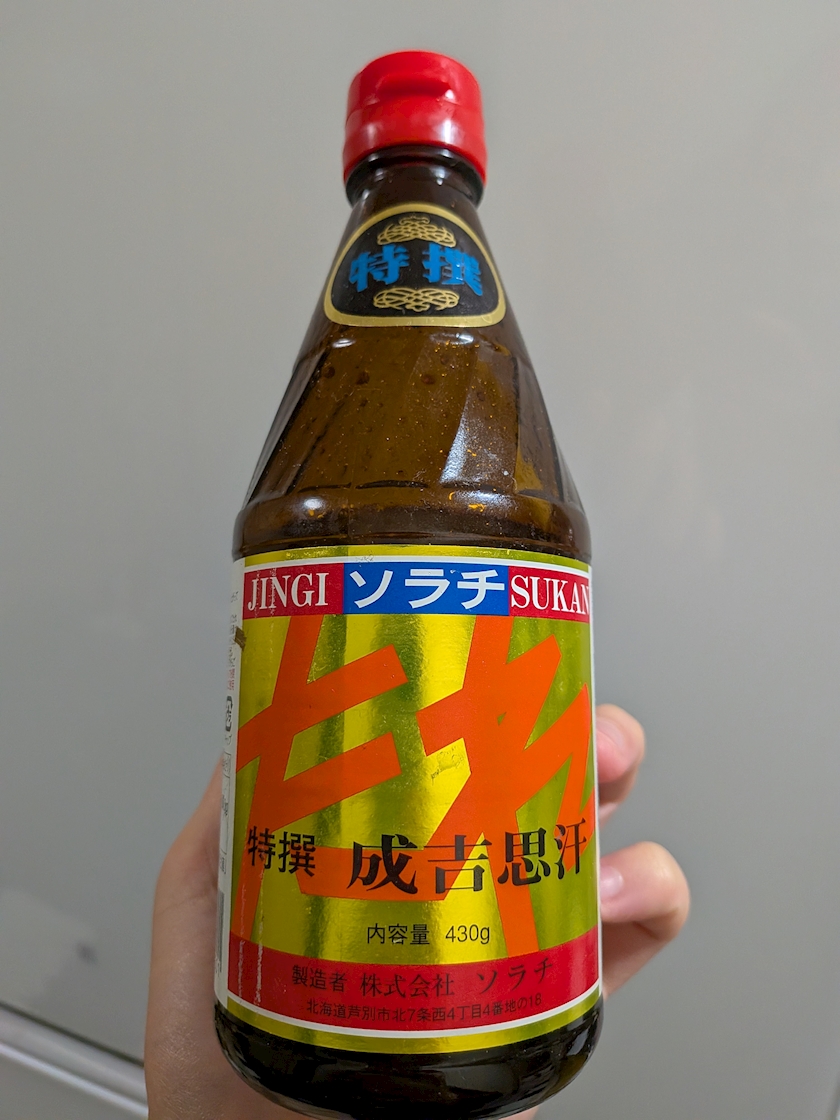 特撰
JINGI ソラチ SUKAN
たれ
特撰 成吉思汗
内容量 430g
製造者 株式会社 ソラチ
北海道芦別市北7条西4丁目4番地の18